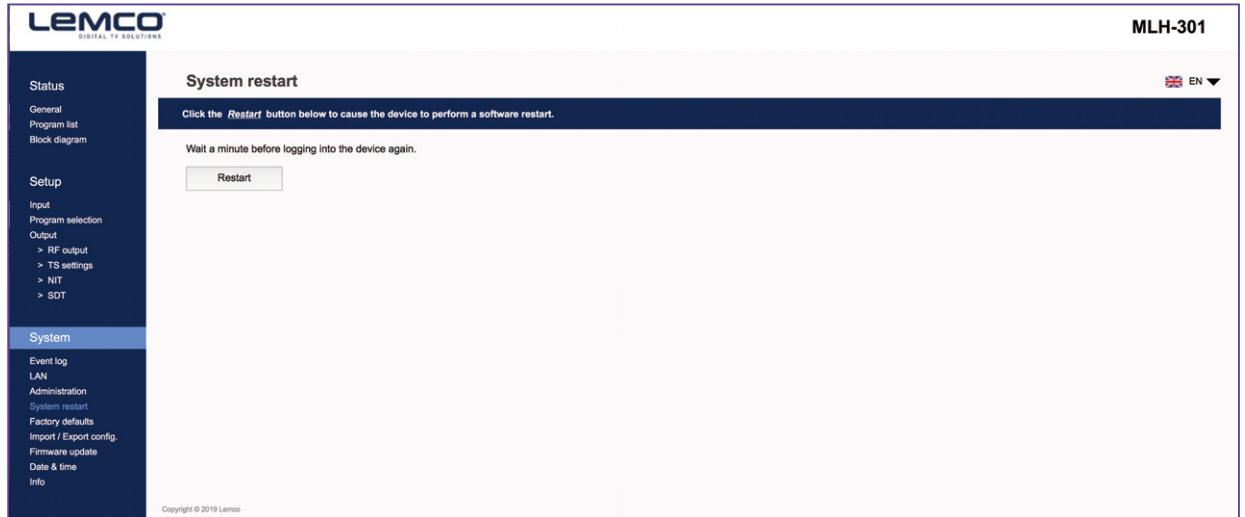 LEMCO
DIGITAL TV SOLUTIONS
MLH-301
Status
General
Program list
Block diagram
Setup
Input
Program selection
Output
> RF output
> TS settings
> NIT
> SDT
System
Event log
LAN
Administration
System restart
Factory defaults
Import / Export config.
Firmware update
Date & time
Info
System restart
EN
Click the Restart button below to cause the device to perform a software restart.
Wait a minute before logging into the device again.
Restart
Copyright © 2019 Lemco